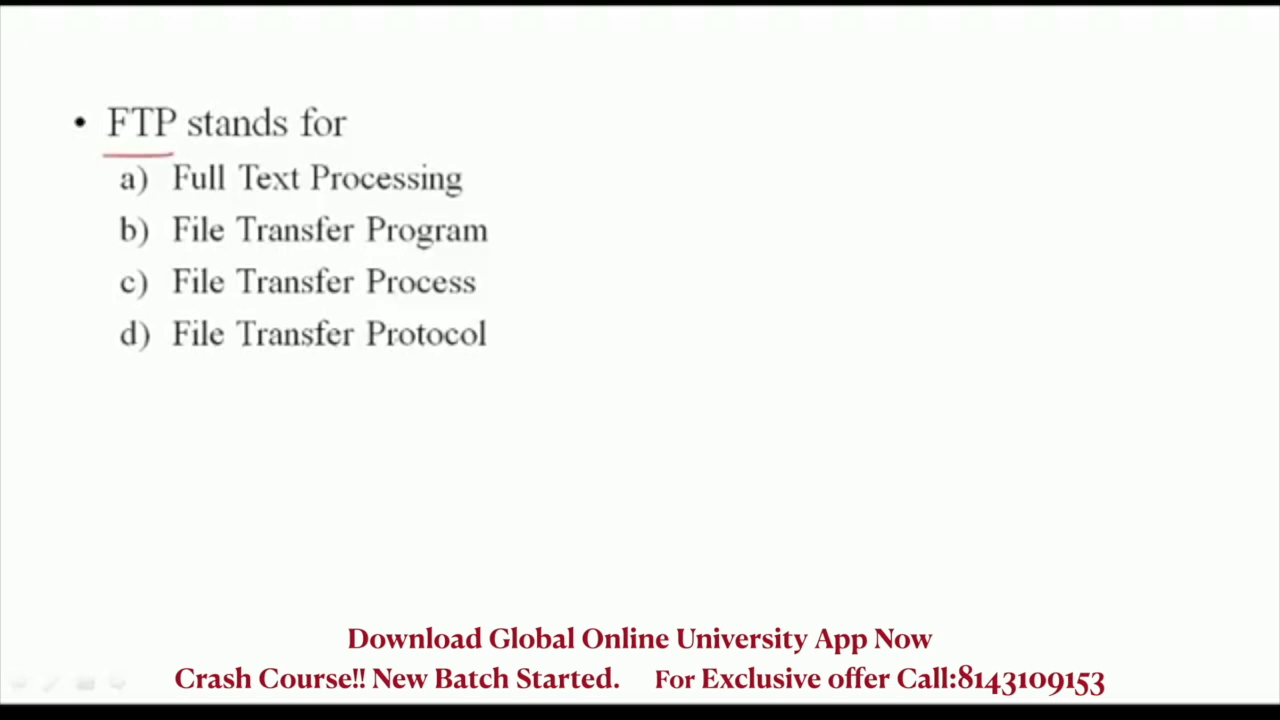 • FTP stands for
a) Full Text Processing
b) File Transfer Program
c) File Transfer Process
d) File Transfer Protocol
Download Global Online University App Now
Crash Course!! New Batch Started. For Exclusive offer Call:8143109153